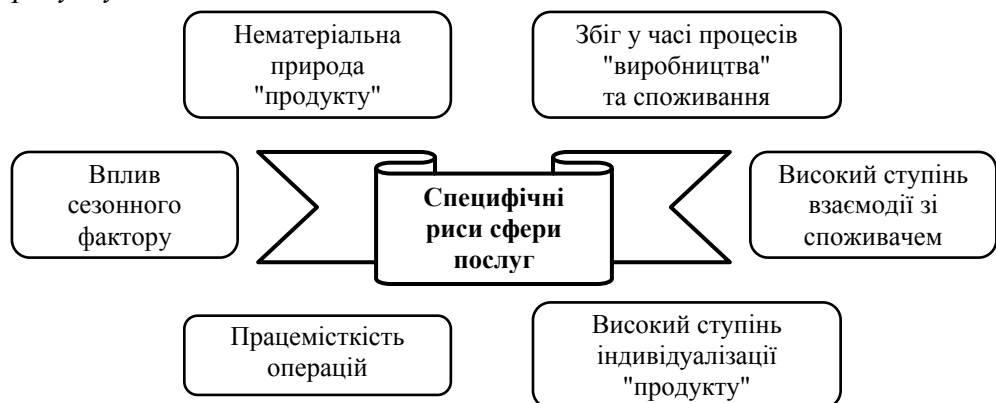 Нематеріальна
природа
"продукту"
Збіг у часі процесів
"виробництва"
та споживання
Вплив
сезонного
фактору
Специфічні
риси сфери
послуг
Високий ступінь
взаємодії зі
споживачем
Працемісткість
операцій
Високий ступінь
індивідуалізації
"продукту"